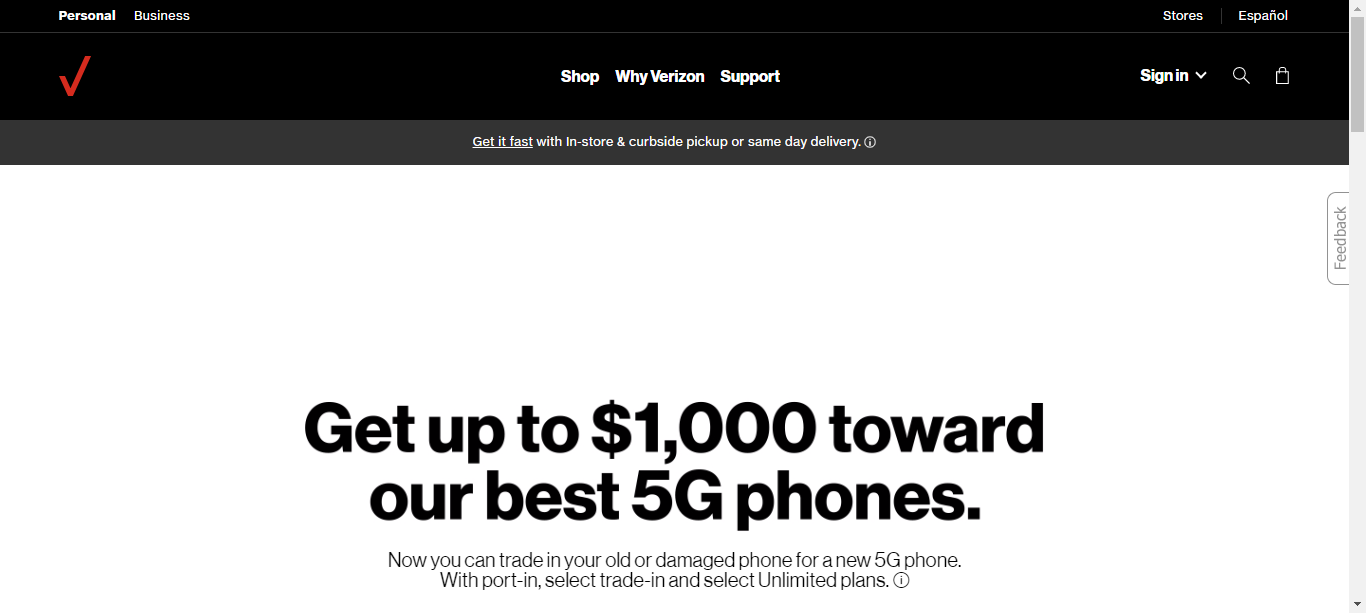 Personal Business
Stores Español
Shop Why Verizon Support
Sign in
Get it fast with In-store & curbside pickup or same day delivery.
Feedback
Get up to $1,000 toward
our best 5G phones.
Now you can trade in your old or damaged phone for a new 5G phone.
With port-in, select trade-in and select Unlimited plans.